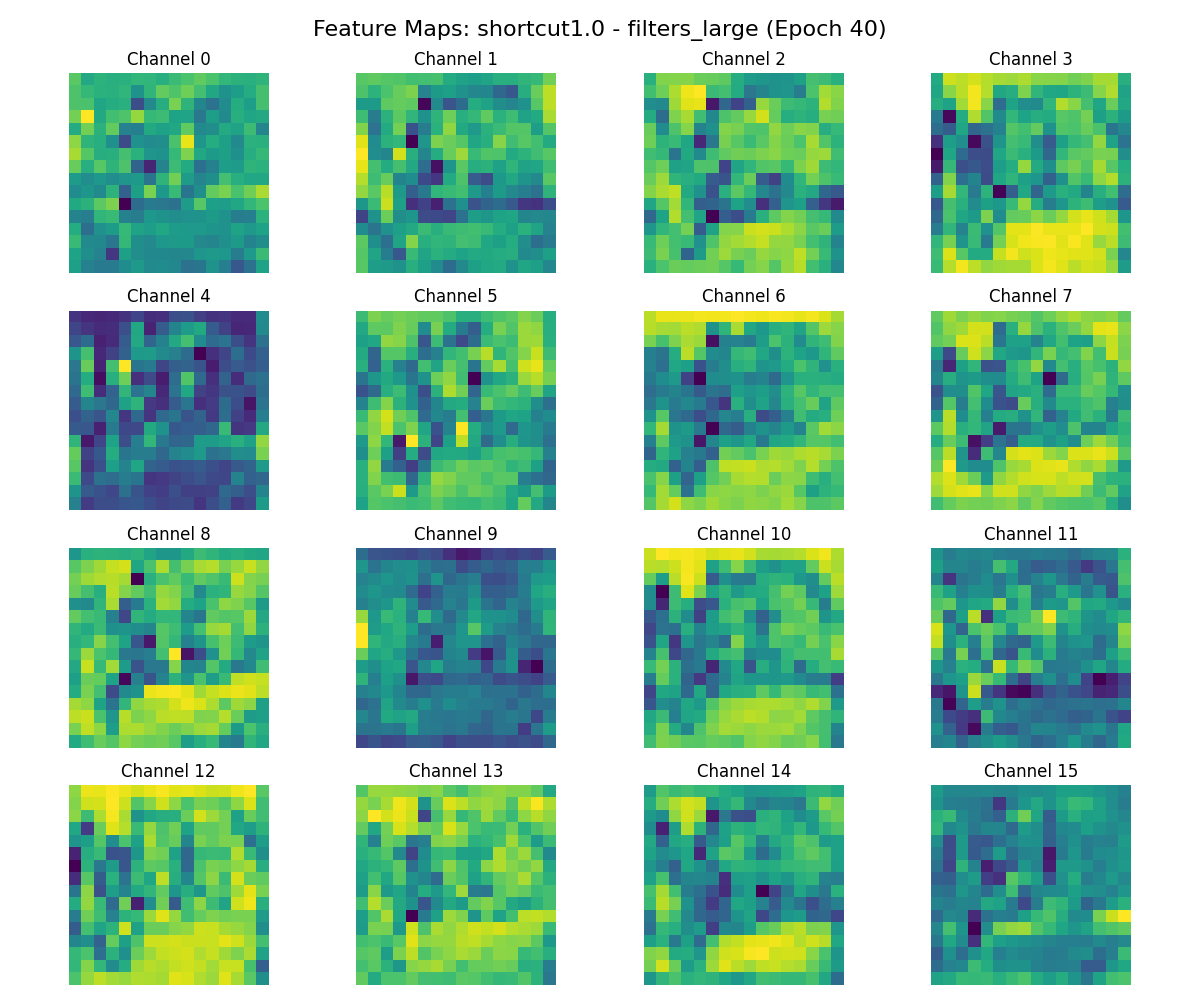 Feature Maps: shortcut1.0 - filters_large (Epoch 40)
Channel 0
Channel 1
Channel 2
Channel 3
Channel 4
Channel 5
Channel 6
Channel 7
Channel 8
Channel 9
Channel 10
Channel 11
Channel 12
Channel 13
Channel 14
Channel 15